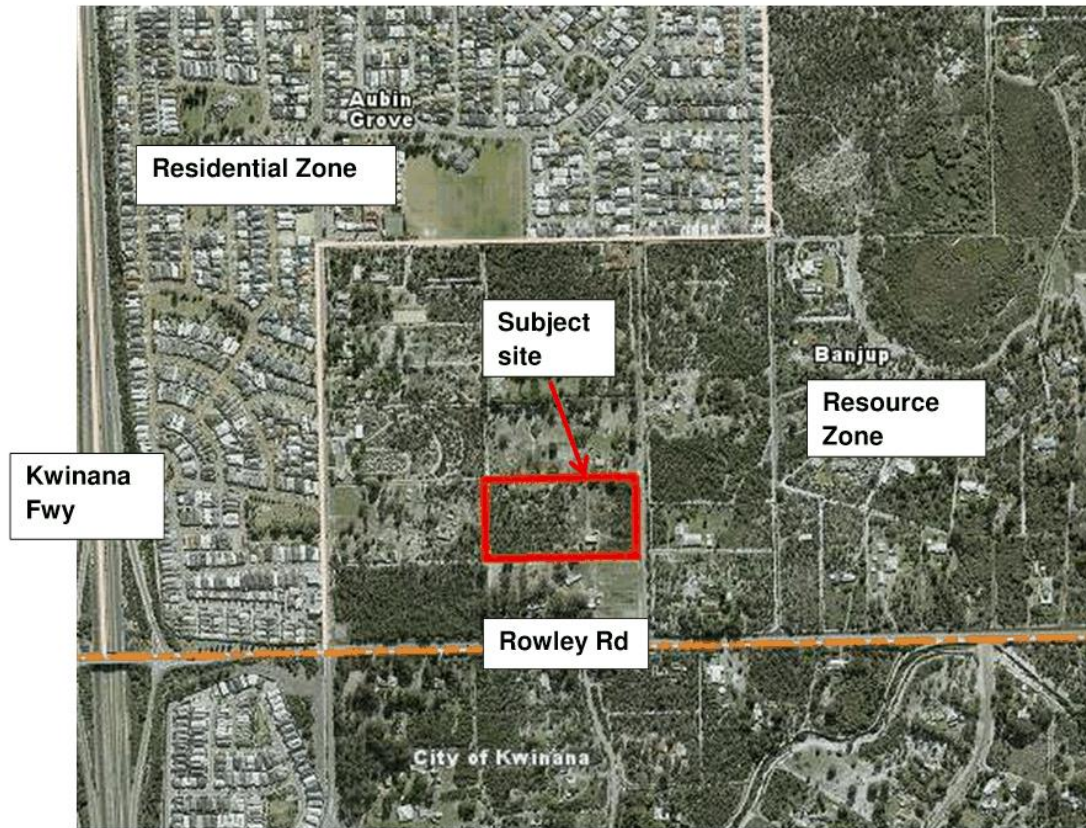 Aubin
Grove
Residential Zone
Subject
site
Banjup
Resource
Zone
Kwinana
Fwy
Rowley Rd
City of Kwinana